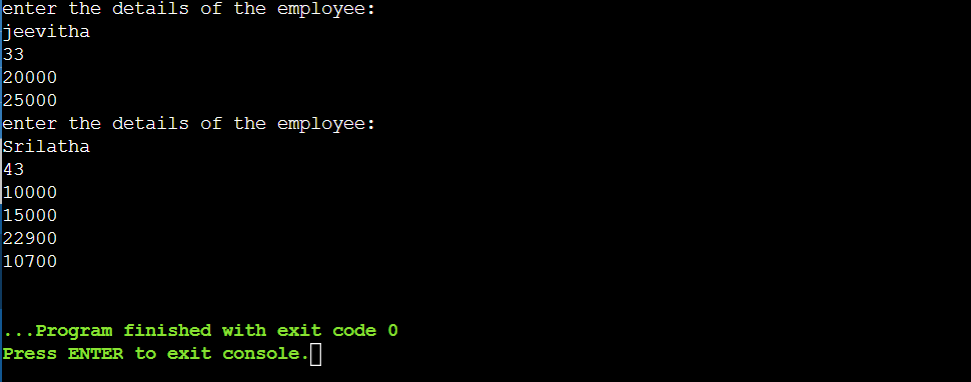 enter the details of the employee:
jeevitha
33
20000
25000
enter the details of the employee:
Srilatha
43
10000
15000
22900
10700
...Program finished with exit code 0
Press ENTER to exit console.